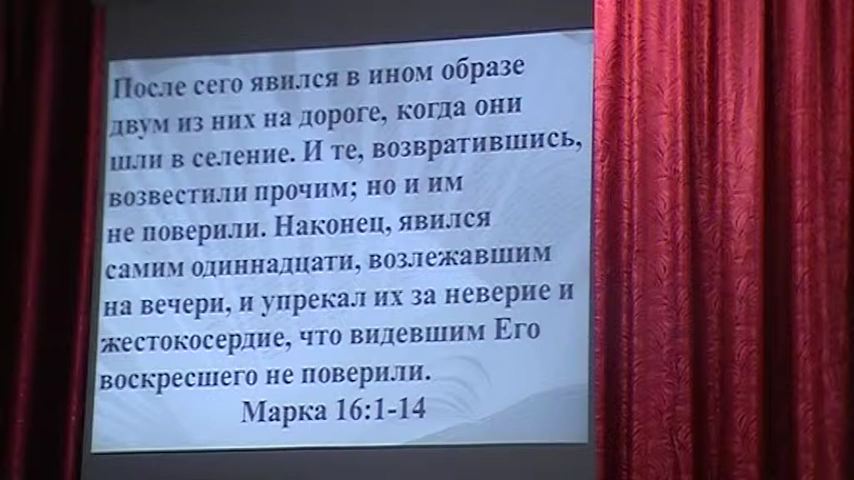 После сего явился в ином образе
двум из них на дороге, когда они
шли в селение. И те, возвратившись,
возвестили прочим; но и им
не поверили. Наконец, явился
самим одиннадцати, возлежавшим
на вечери, и упрекал их за неверие и
жестокосердие, что видевшим Его
воскресшего не поверили.
Марка 16:1-14